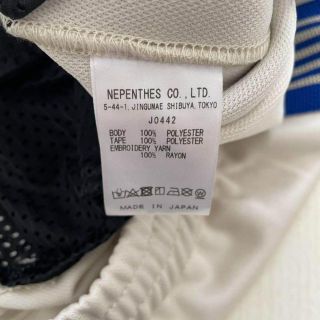 NEPENTHES CO.,LTD.
5-44-1, JINGUMAE SHIBUYA, TOKYO
J0442
BODY 100% POLYESTER
TAPE 100% POLYESTER
EMBROIDERY YARN
100% RAYON
MADE IN JAPAN